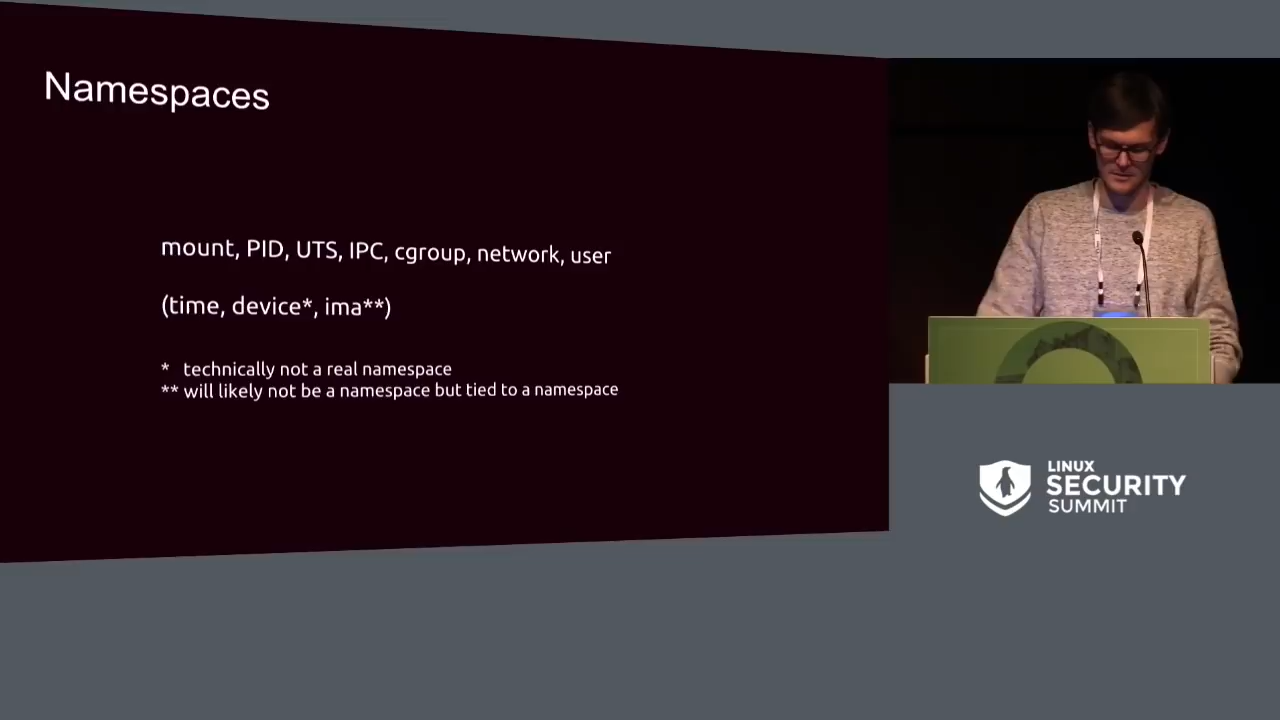 Namespaces
mount, PID, UTS, IPC, cgroup, network, user
(time, device*, ima**)
* technically not a real namespace
** will likely not be a namespace but tied to a namespace
LINUX
SECURITY
SUMMIT